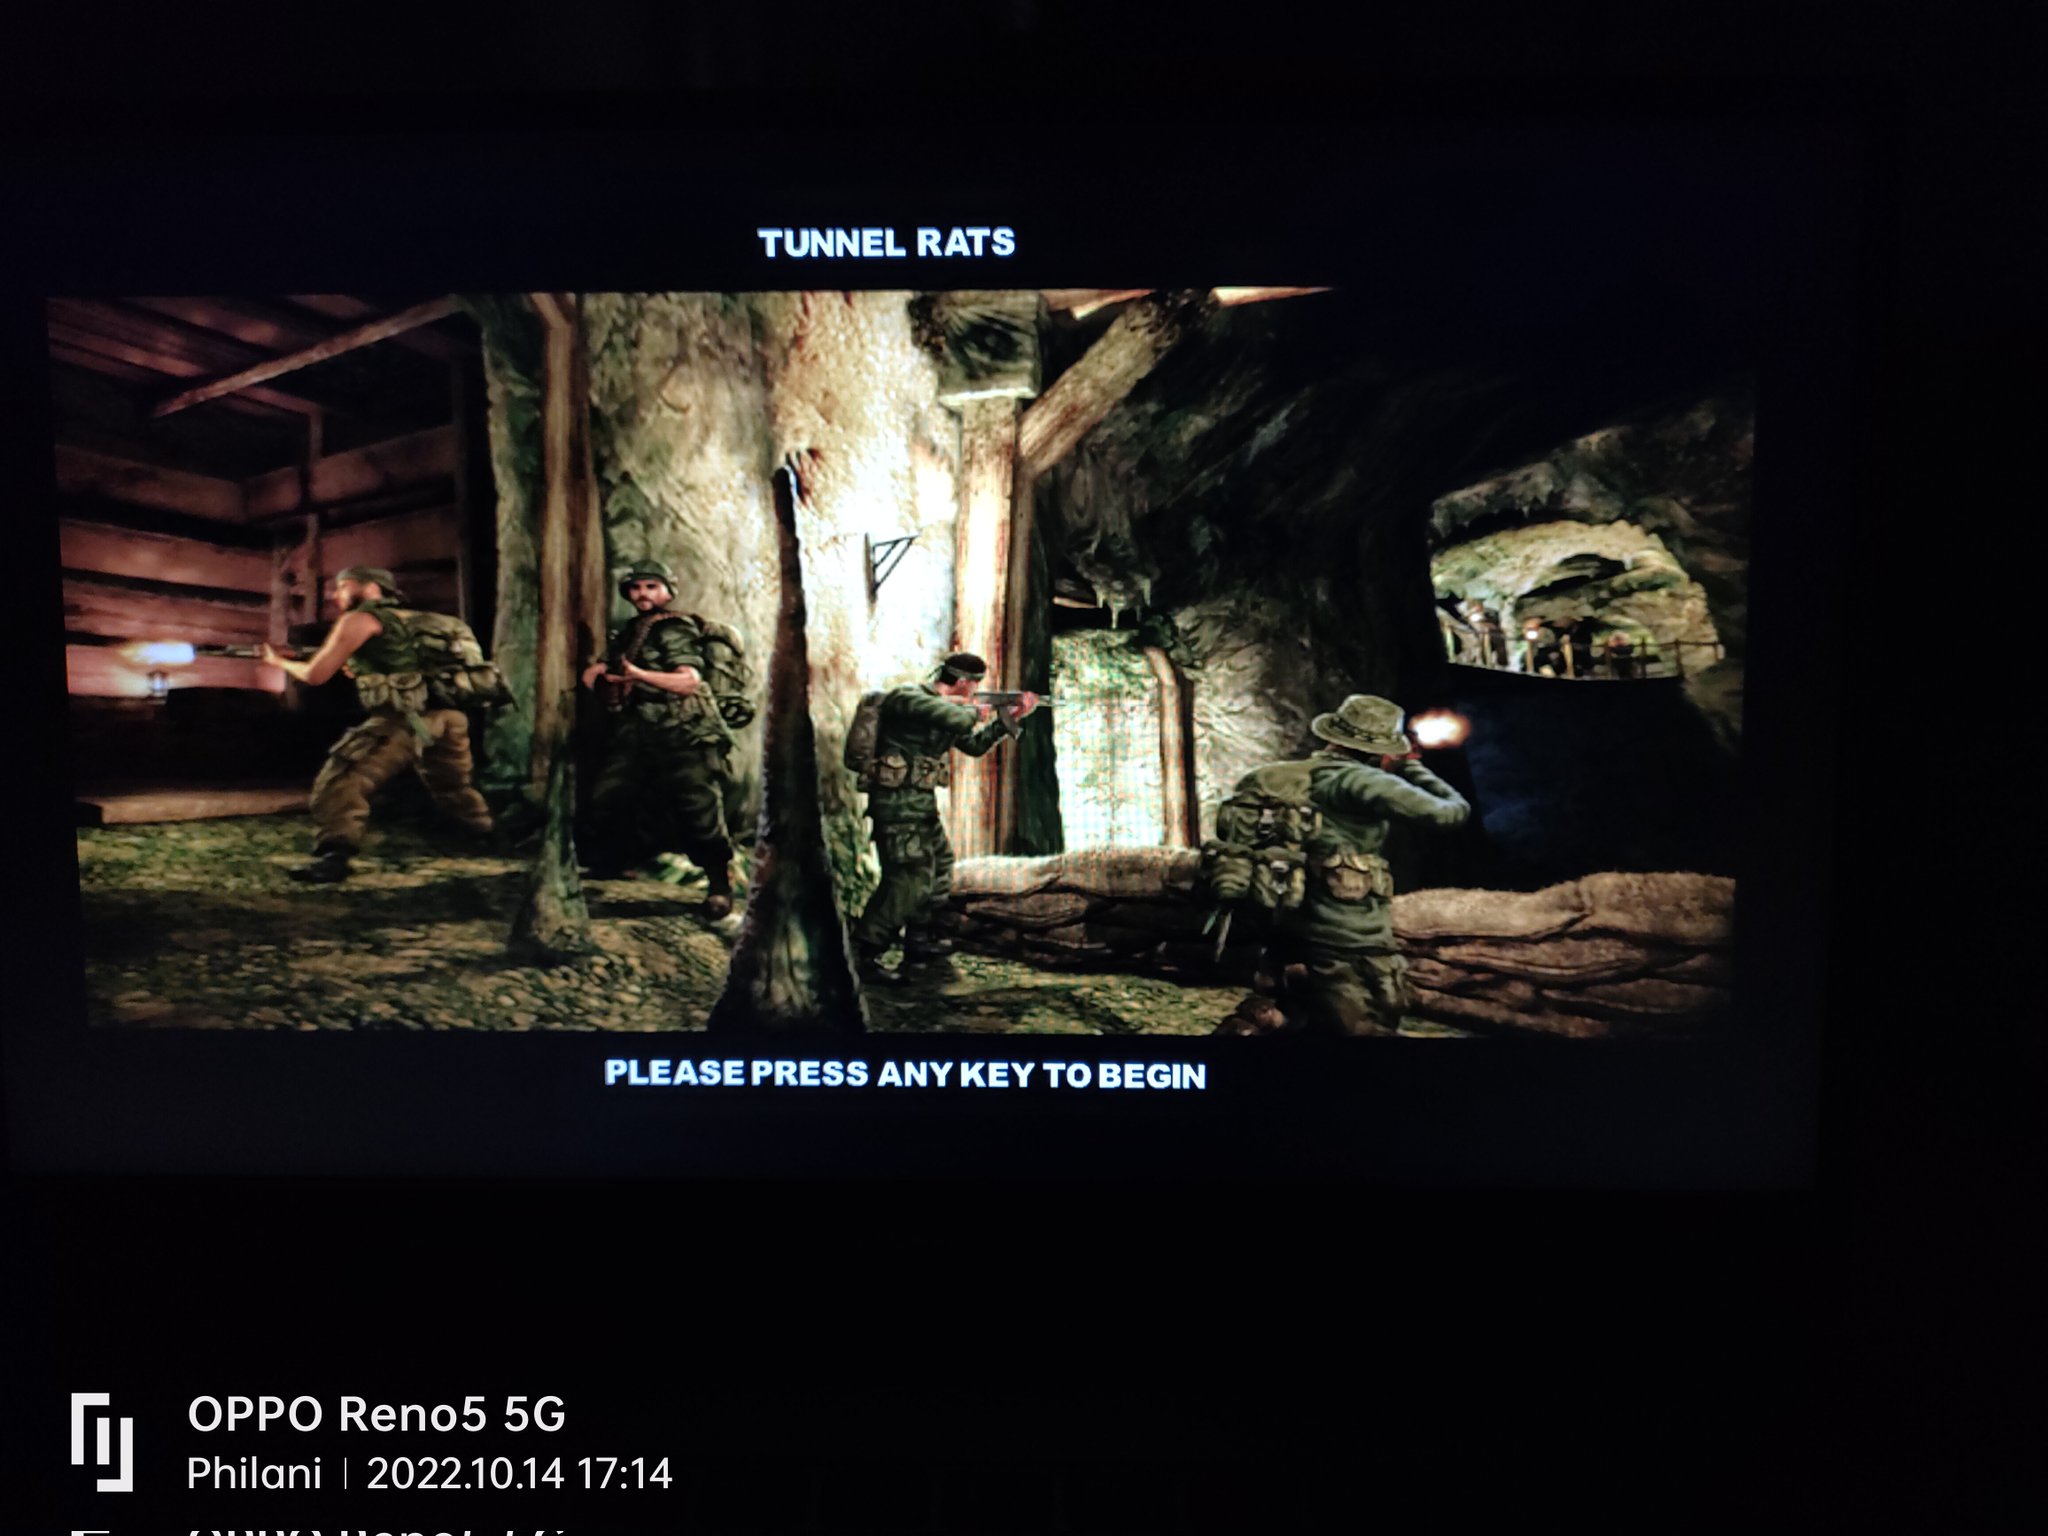 TUNNEL RATS
PLEASE PRESS ANY KEY TO BEGIN
OPPO Reno5 5G
Philani | 2022.10.14 17:14